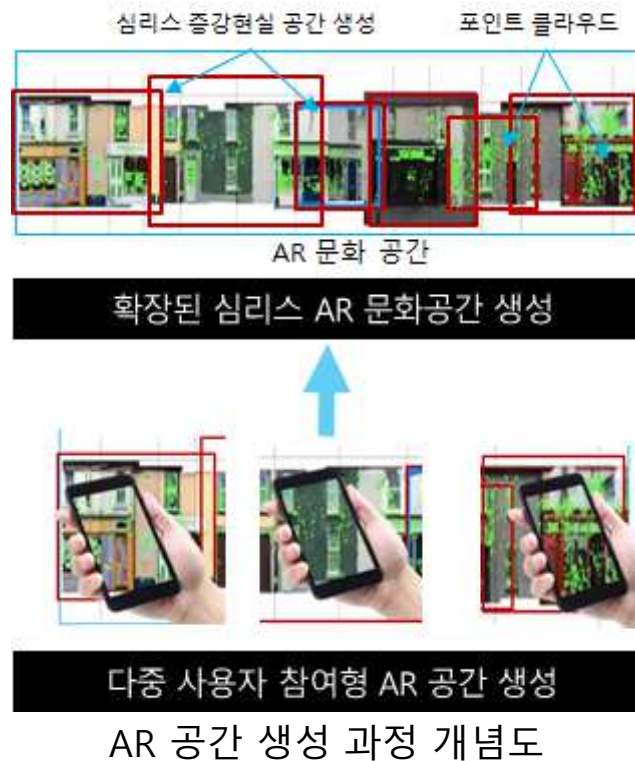 심리스 증강현실 공간 생성
포인트 클라우드
AR 문화 공간
확장된 심리스 AR 문화공간 생성
다중 사용자 참여형 AR 공간 생성
AR 공간 생성 과정 개념도